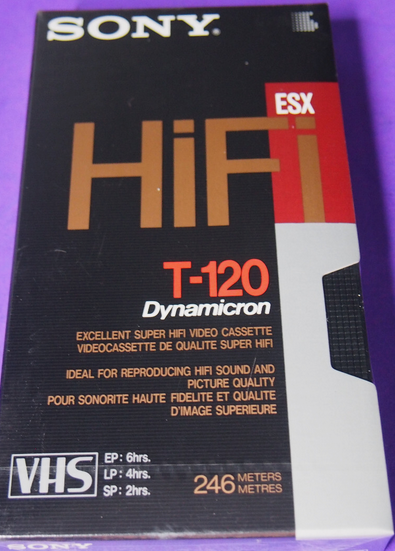 SONY®
ESX
HiFi
T-120
Dynamicron
EXCELLENT SUPER HIFI VIDEO CASSETTE
VIDEOCASSETTE DE QUALITE SUPER HIFI
IDEAL FOR REPRODUCING HIFI SOUND AND
PICTURE QUALITY
POUR SONORITE HAUTE FIDELITE ET QUALITE
D'IMAGE SUPERIEURE
VHS
EP: 6hrs.
LP: 4hrs.
SP: 2hrs.
246 METERS
METRES
SONY